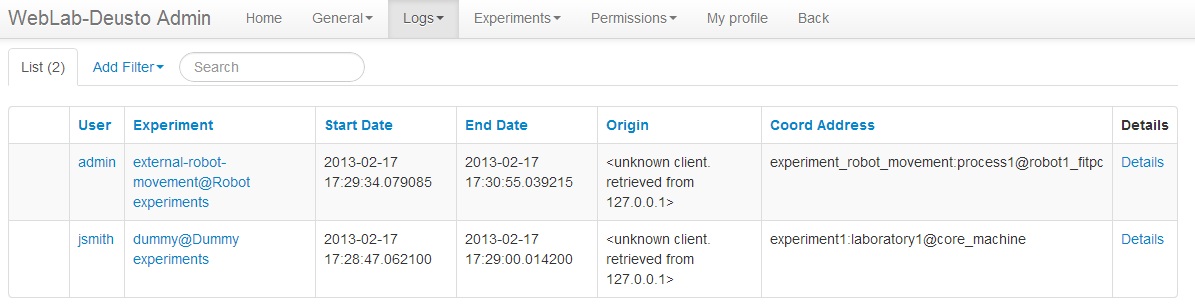 WebLab-Deusto Admin Home General Logs Experiments Permissions My profile Back
List (2) Add Filter Search
User Experiment Start Date End Date Origin Coord Address Details
admin external-robot- 2013-02-17 2013-02-17 <unknown client. experiment_robot_movement:process1@robot1_fitpc Details
movement@Robot 17:29:34.079085 17:30:55.039215 retrieved from
experiments 127.0.0.1>
jsmith dummy@Dummy 2013-02-17 2013-02-17 <unknown client. experiment1:laboratory1@core_machine Details
experiments 17:28:47.062100 17:29:00.014200 retrieved from
127.0.0.1>